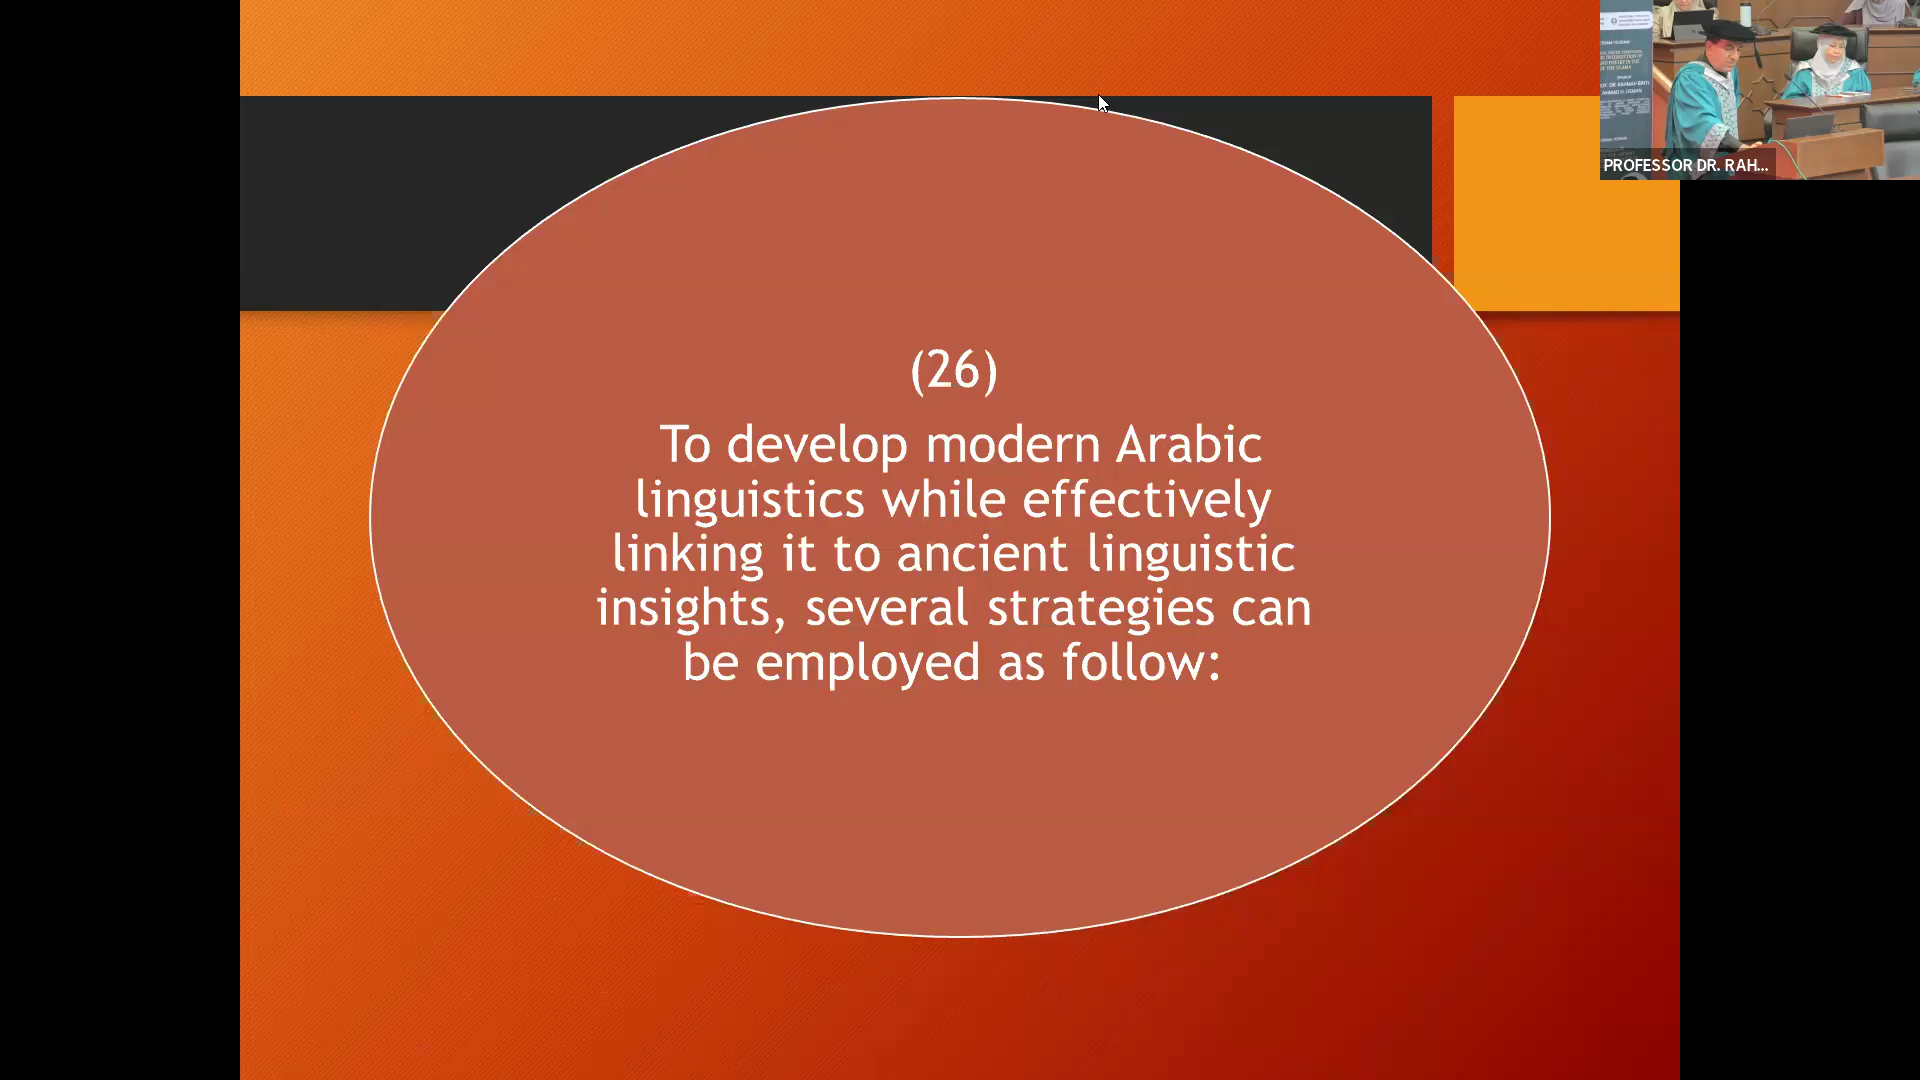 (26)
To develop modern Arabic
linguistics while effectively
linking it to ancient linguistic
insights, several strategies can
be employed as follow:
PROFESSOR DR. RAH...